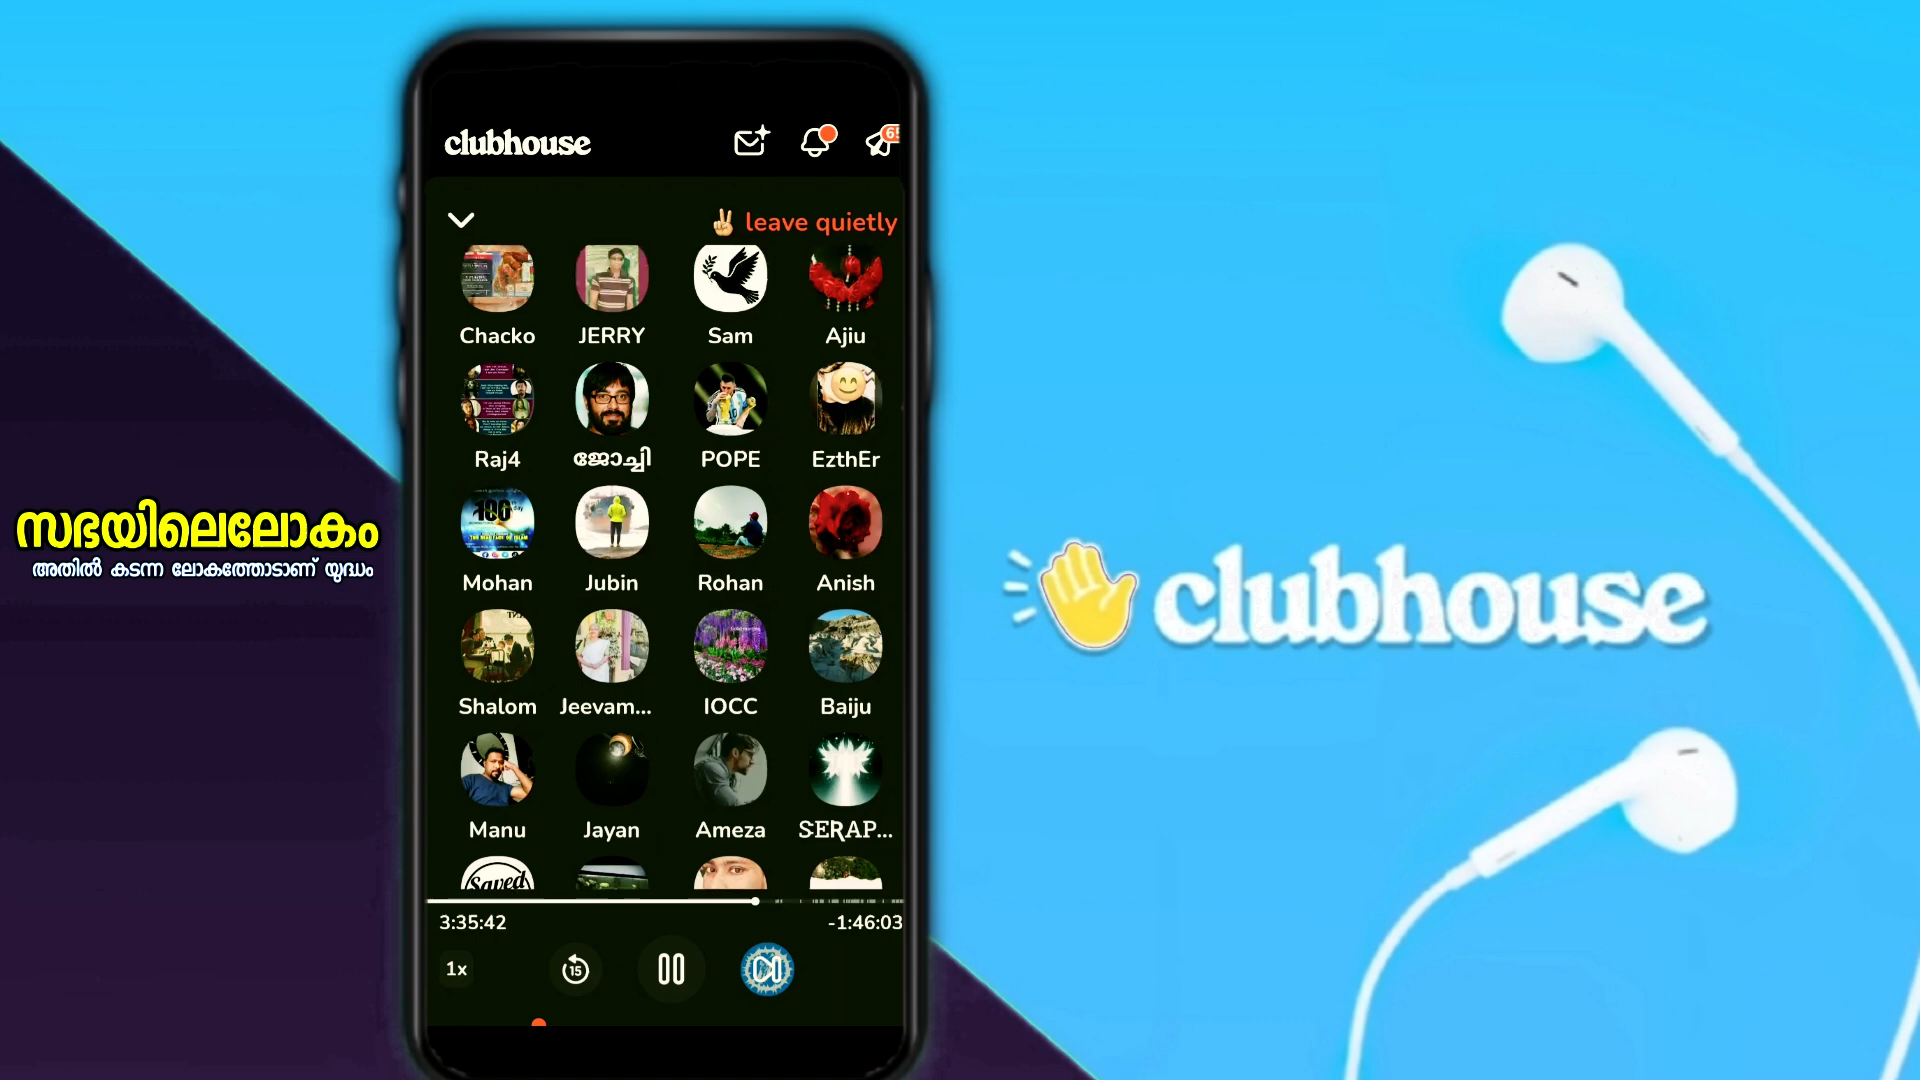 clubhouse
leave quietly
Chacko JERRY Sam Ajiu
Raj4 ജോച്ചി POPE EzthEr
Mohan Jubin Rohan Anish
Shalom Jeevam... IOCC Baiju
Manu Jayan Ameza SERAP...
Saved
3:35:42 -1:46:03
1x 15
സഭയിലെലോകം
അതിൽ കടന്ന ലോകത്തോടാണ് യുദ്ധം
clubhouse